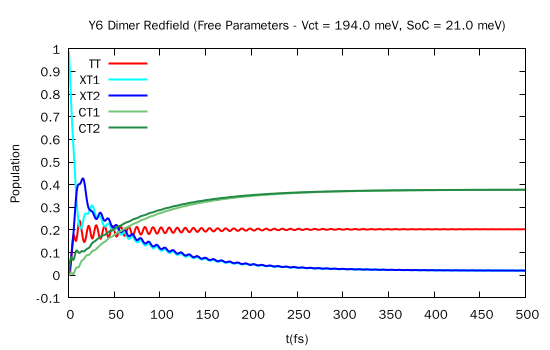 Y6 Dimer Redfield (Free Parameters - Vct = 194.0 meV, SoC = 21.0 meV)
1
0.9
0.8
0.7
0.6
0.5
0.4
0.3
0.2
0.1
0
-0.1
TT
XT1
XT2
CT1
CT2
Population
0 50 100 150 200 250 300 350 400 450 500
t(fs)